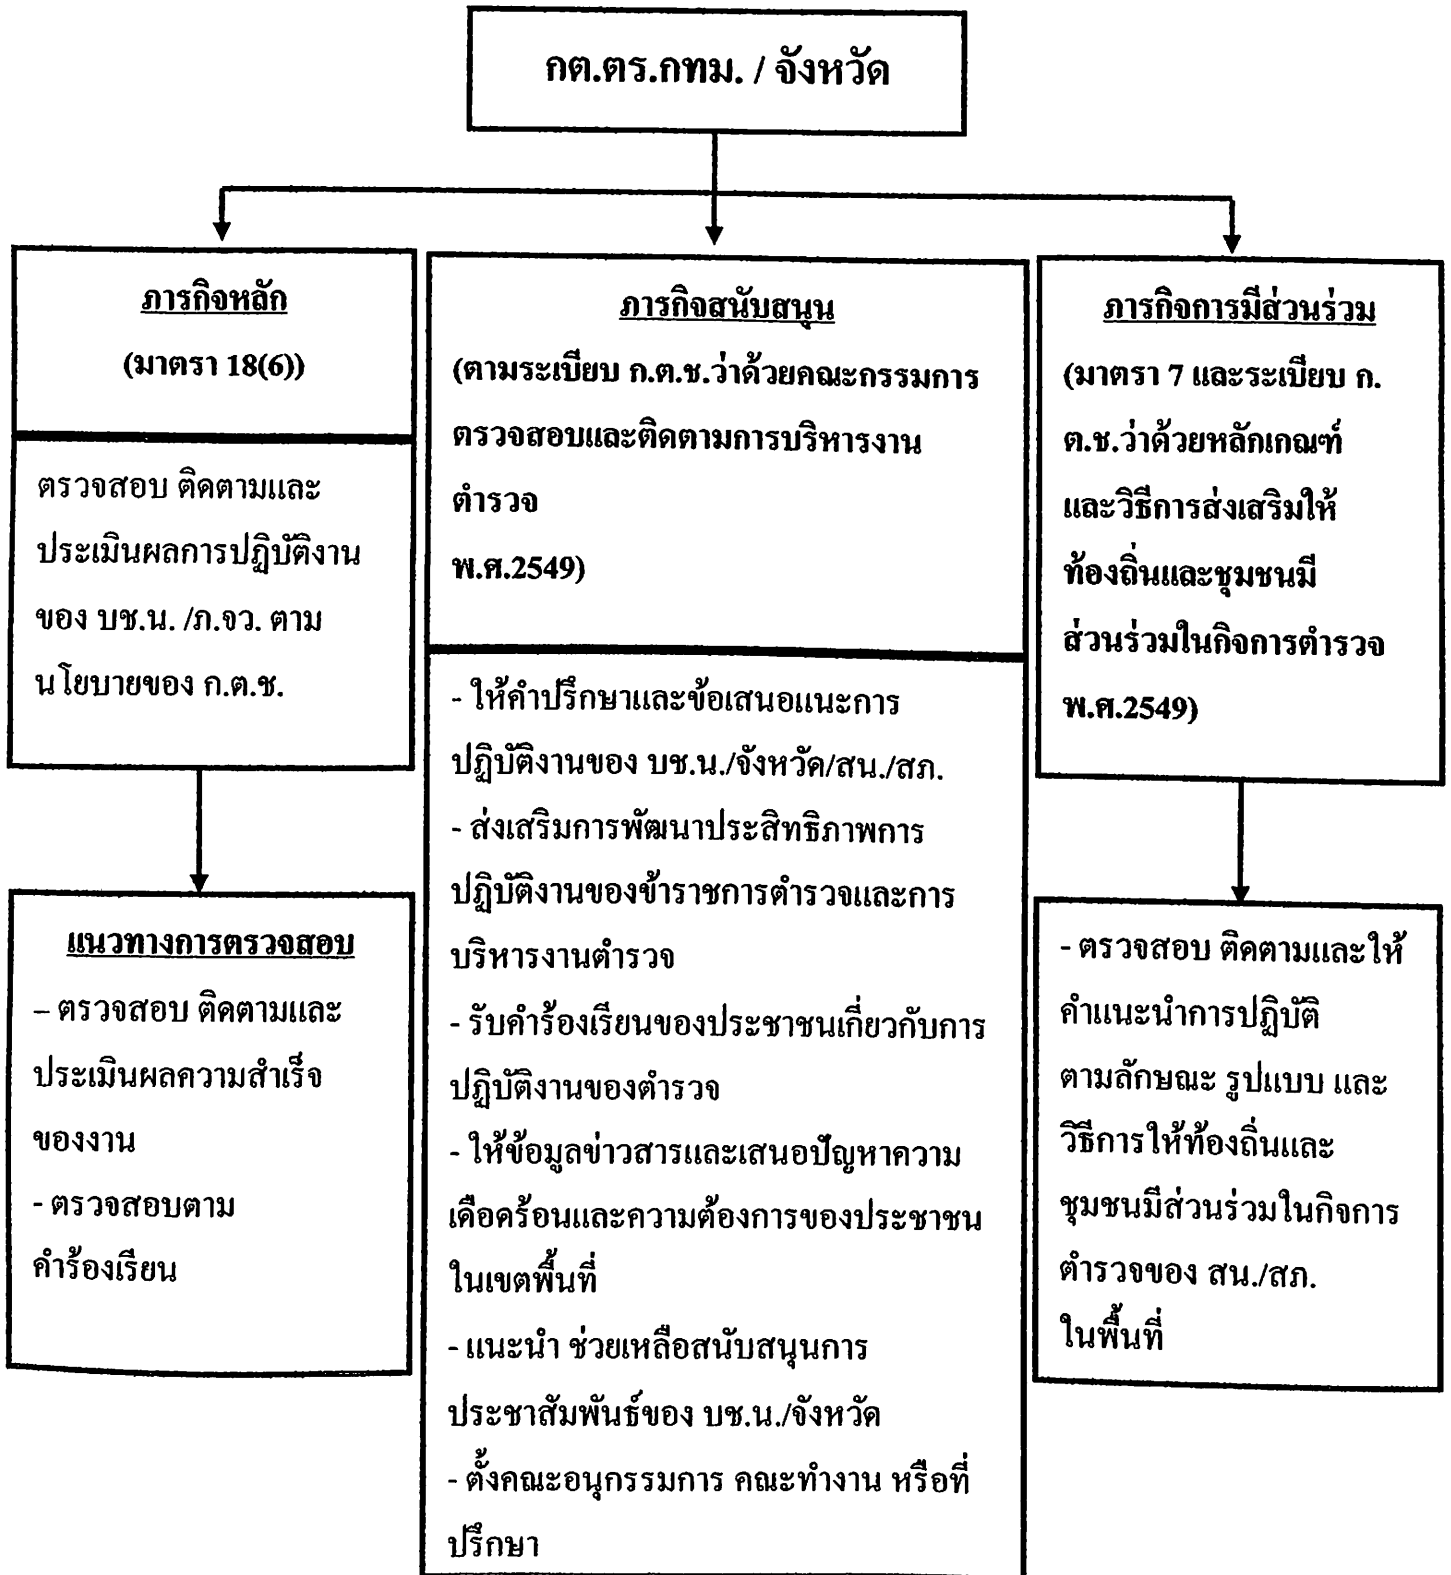 กต.ตร.กทม. / จังหวัด
ภารกิจหลัก
(มาตรา 18(6))
ตรวจสอบ ติดตามและ
ประเมินผลการปฏิบัติงาน
ของ บช.น. /ภ.จว. ตาม
นโยบายของ ก.ต.ช.
แนวทางการตรวจสอบ
– ตรวจสอบ ติดตามและ
ประเมินผลความสำเร็จ
ของงาน
- ตรวจสอบตาม
คำร้องเรียน
ภารกิจสนับสนุน
(ตามระเบียบ ก.ต.ช.ว่าด้วยคณะกรรมการ
ตรวจสอบและติดตามการบริหารงาน
ตำรวจ
พ.ศ.2549)
- ให้คำปรึกษาและข้อเสนอแนะการ
ปฏิบัติงานของ บช.น./จังหวัด/สน./สภ.
- ส่งเสริมการพัฒนาประสิทธิภาพการ
ปฏิบัติงานของข้าราชการตำรวจและการ
บริหารงานตำรวจ
- รับคำร้องเรียนของประชาชนเกี่ยวกับการ
ปฏิบัติงานของตำรวจ
- ให้ข้อมูลข่าวสารและเสนอปัญหาความ
เดือดร้อนและความต้องการของประชาชน
ในเขตพื้นที่
- แนะนำ ช่วยเหลือสนับสนุนการ
ประชาสัมพันธ์ของ บช.น./จังหวัด
- ตั้งคณะอนุกรรมการ คณะทำงาน หรือที่
ปรึกษา
ภารกิจการมีส่วนร่วม
(มาตรา 7 และระเบียบ ก.
ต.ช.ว่าด้วยหลักเกณฑ์
และวิธีการส่งเสริมให้
ท้องถิ่นและชุมชนมี
ส่วนร่วมในกิจการตำรวจ
พ.ศ.2549)
- ตรวจสอบ ติดตามและให้
คำแนะนำการปฏิบัติ
ตามลักษณะ รูปแบบ และ
วิธีการให้ท้องถิ่นและ
ชุมชนมีส่วนร่วมในกิจการ
ตำรวจของ สน./สภ.
ในพื้นที่